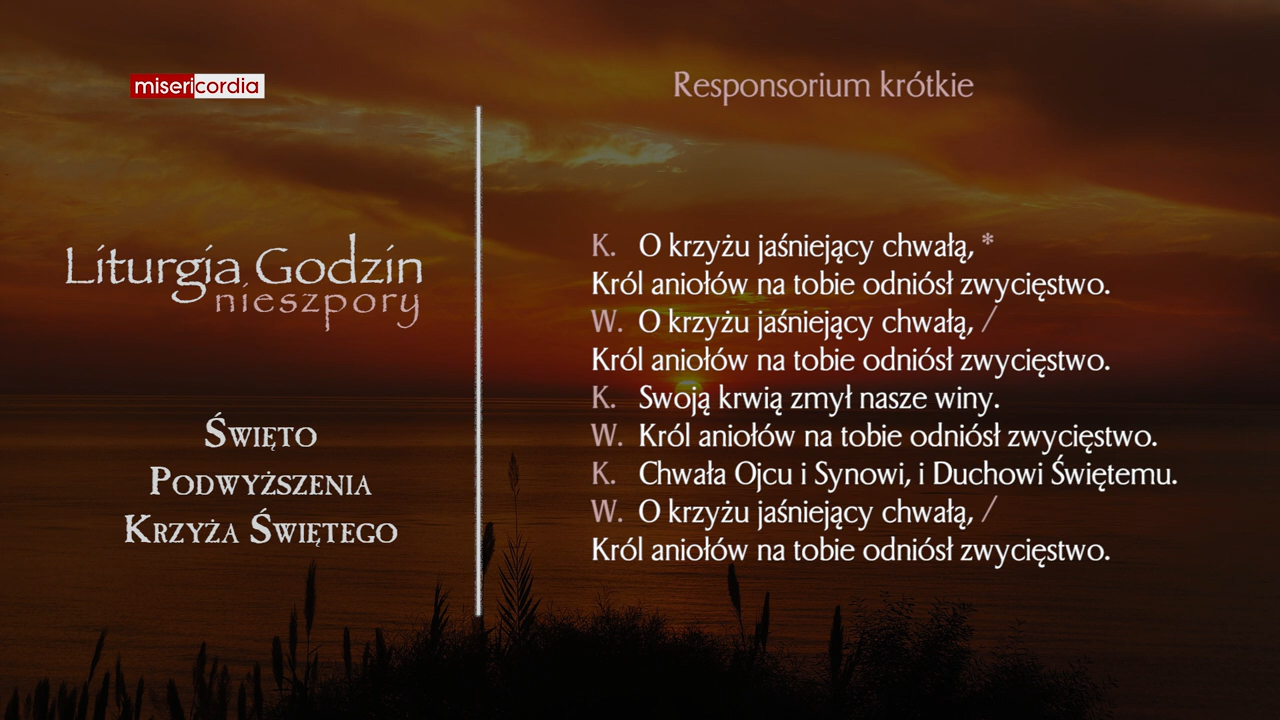 misericordia
Responsorium krótkie
Liturgia Godzin
nieszpory
Święto
Podwyższenia
Krzyża Świętego
K. O krzyżu jaśniejący chwałą, *
Król aniołów na tobie odniósł zwycięstwo.
W. O krzyżu jaśniejący chwałą, /
Król aniołów na tobie odniósł zwycięstwo.
K. Swoją krwią zmył nasze winy.
W. Król aniołów na tobie odniósł zwycięstwo.
K. Chwała Ojcu i Synowi, i Duchowi Świętemu.
W. O krzyżu jaśniejący chwałą, /
Król aniołów na tobie odniósł zwycięstwo.